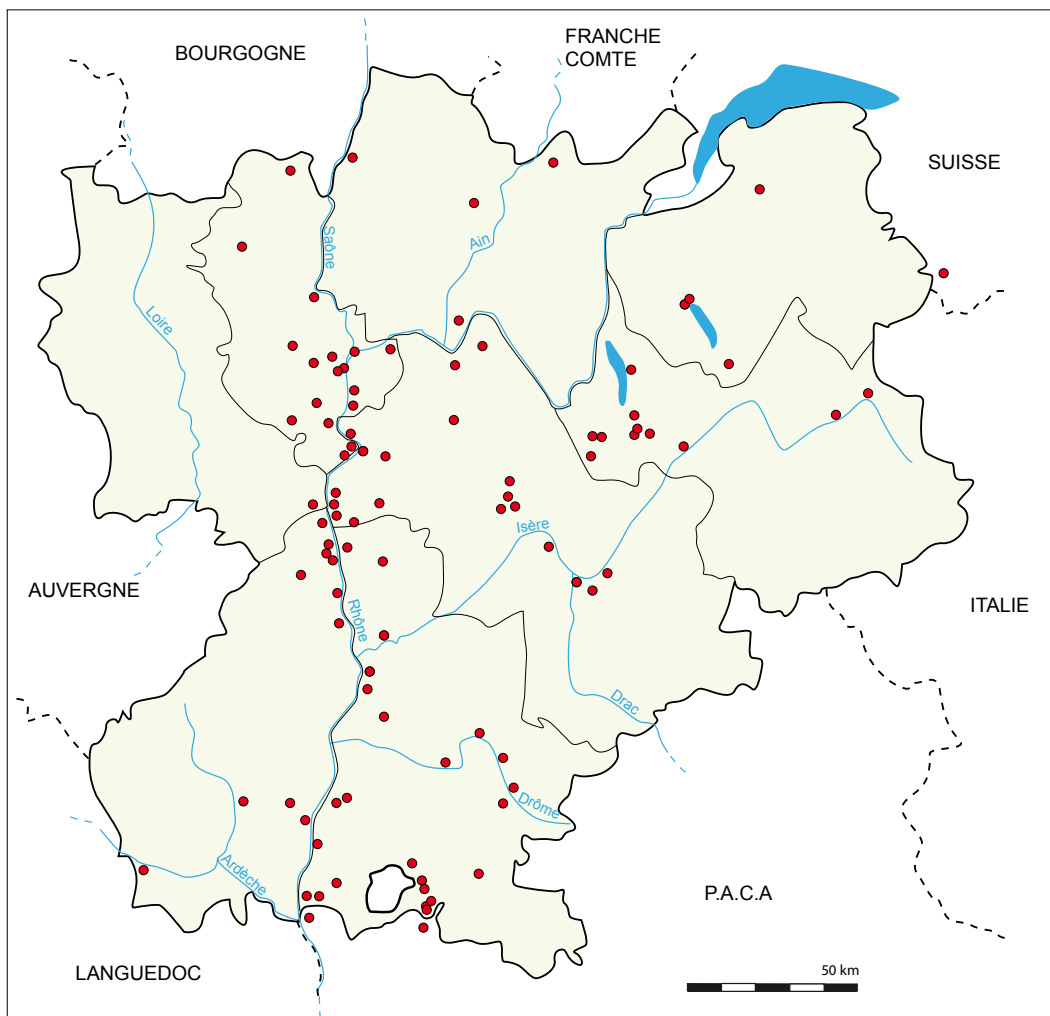 BOURGOGNE
FRANCHE
COMTE
SUISSE
Saône
Ain
Loire
Isère
AUVERGNE
Rhône
ITALIE
Drac
Drôme
Ardèche
P.A.C.A
LANGUEDOC
50 km